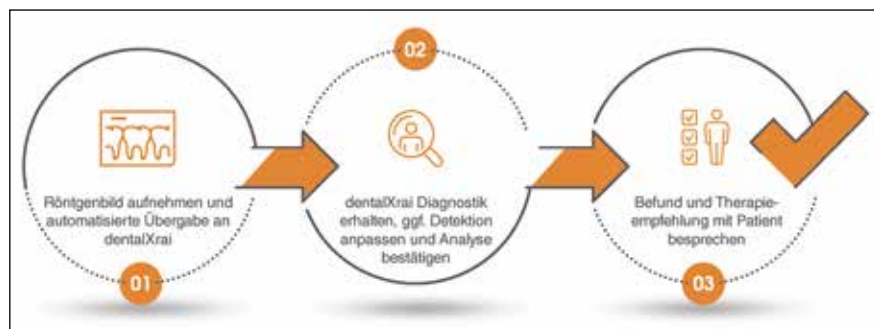 01
Röntgenbild aufnehmen und
automatisierte Übergabe an
dentalXrai
02
dentalXrai Diagnostik
erhalten, ggf. Detektion
anpassen und Analyse
bestätigen
03
Befund und Therapie-
empfehlung mit Patient
besprechen